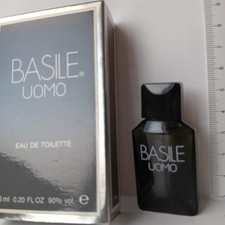 BASILE®
UOMO
EAU DE TOILETTE
ml 0.20 FL OZ 90% vol. e
BASILE
UOMO